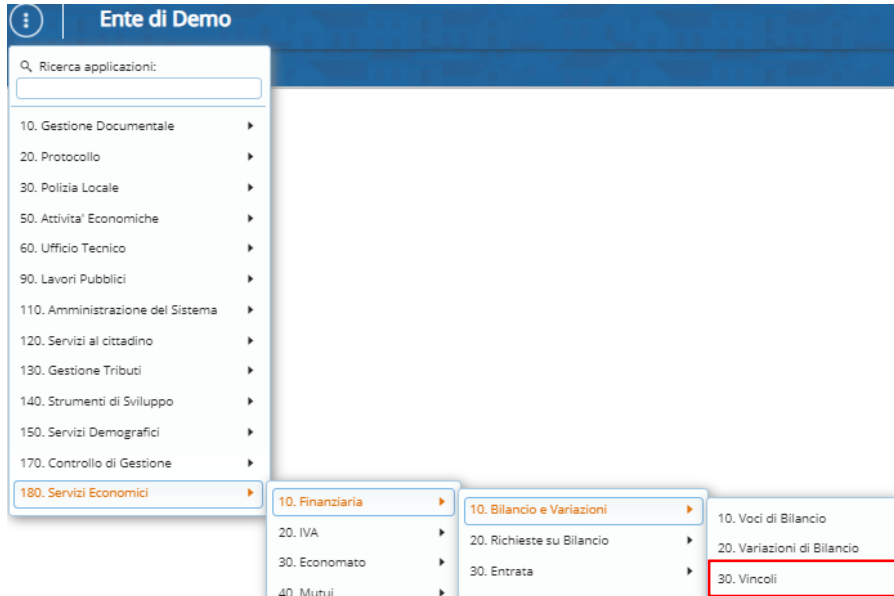 Ente di Demo
Ricerca applicazioni:
10. Gestione Documentale
20. Protocollo
30. Polizia Locale
50. Attivita' Economiche
60. Ufficio Tecnico
90. Lavori Pubblici
110. Amministrazione del Sistema
120. Servizi al cittadino
130. Gestione Tributi
140. Strumenti di Sviluppo
150. Servizi Demografici
170. Controllo di Gestione
180. Servizi Economici
10. Finanziaria
20. IVA
30. Economato
40. Mutui
10. Bilancio e Variazioni
20. Richieste su Bilancio
30. Entrata
10. Voci di Bilancio
20. Variazioni di Bilancio
30. Vincoli